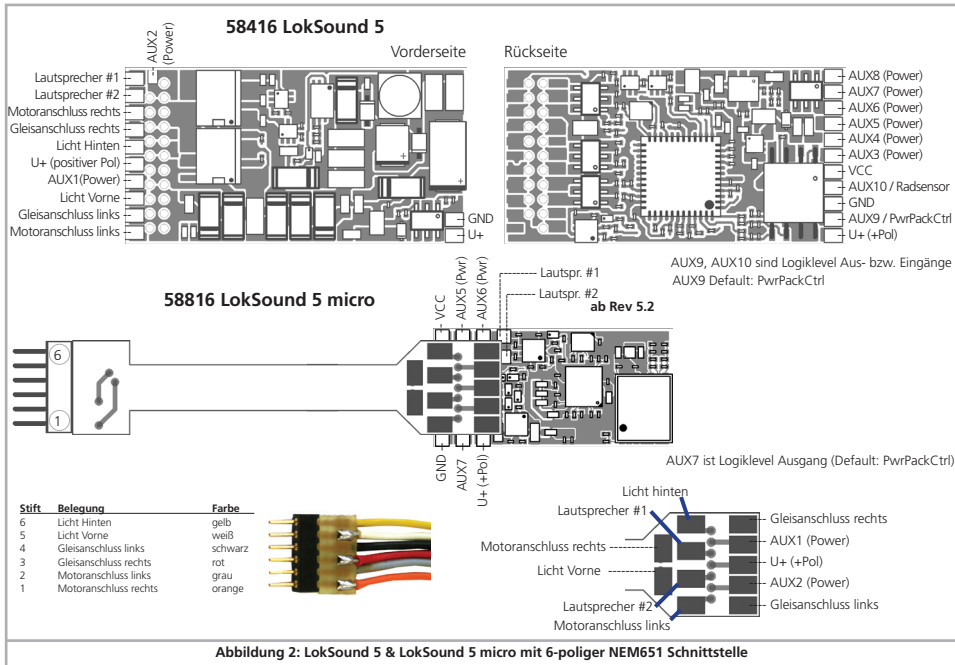 58416 LokSound 5
AUX2
(Power)
Vorderseite
Lautsprecher #1
Lautsprecher #2
Motoranschluss rechts
Gleisanschluss rechts
Licht Hinten
U+ (positiver Pol)
AUX1(Power)
Licht Vorne
Gleisanschluss links
Motoranschluss links
GND
U+
Rückseite
AUX8 (Power)
AUX7 (Power)
AUX6 (Power)
AUX5 (Power)
AUX4 (Power)
AUX3 (Power)
VCC
AUX10 / Radsensor
GND
AUX9 / PwrPackCtrl
U+ (+Pol)
AUX9, AUX10 sind Logiklevel Aus- bzw. Eingänge
AUX9 Default: PwrPackCtrl
58816 LokSound 5 micro
VCC
AUX5 (Pwr)
AUX6 (Pwr)
Lautspr. #1
Lautspr. #2
ab Rev 5.2
6
1
GND
AUX7
U+ (+Pol)
AUX7 ist Logiklevel Ausgang (Default: PwrPackCtrl)
Stift Belegung Farbe
6 Licht Hinten gelb
5 Licht Vorne weiß
4 Gleisanschluss links schwarz
3 Gleisanschluss rechts rot
2 Motoranschluss links grau
1 Motoranschluss rechts orange
Licht hinten
Lautsprecher #1
Motoranschluss rechts
Licht Vorne
Lautsprecher #2
Motoranschluss links
Gleisanschluss rechts
AUX1 (Power)
U+ (+Pol)
AUX2 (Power)
Gleisanschluss links
Abbildung 2: LokSound 5 & LokSound 5 micro mit 6-poliger NEM651 Schnittstelle